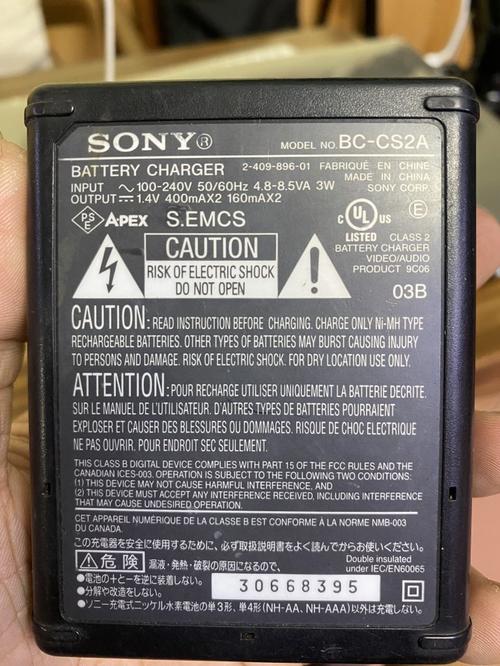 SONY® MODEL NO. BC-CS2A
BATTERY CHARGER 2-409-896-01 FABRIQUÉ EN CHINE
MADE IN CHINA
INPUT ～100-240V 50/60Hz 4.8-8.5VA 3W SONY CORP.
OUTPUT ⎓ 1.4V 400mAX2 160mAX2
PSE APEX S.EMCS c UL US E
LISTED CLASS 2
BATTERY CHARGER
VIDEO/AUDIO
PRODUCT 9C06
03B
CAUTION
RISK OF ELECTRIC SHOCK
DO NOT OPEN
CAUTION: READ INSTRUCTION BEFORE CHARGING. CHARGE ONLY Ni-MH TYPE
RECHARGEABLE BATTERIES. OTHER TYPES OF BATTERIES MAY BURST CAUSING INJURY
TO PERSONS AND DAMAGE. RISK OF ELECTRIC SHOCK. FOR DRY LOCATION USE ONLY.
ATTENTION: POUR RECHARGE UTILISER UNIQUEMENT LA BATTERIE DECRITE.
SUR LE MANUEL DE L'UTILISATEUR. D'AUTRES TYPES DE BATTERIES POURRAIENT
EXPLOSER ET CAUSER DES BLESSURES OU DOMMAGES. RISQUE DE CHOC ELECTRIQUE
NE PAS OUVRIR. POUR ENDROIT SEC SEULEMENT.
THIS CLASS B DIGITAL DEVICE COMPLIES WITH PART 15 OF THE FCC RULES AND THE
CANADIAN ICES-003. OPERATION IS SUBJECT TO THE FOLLOWING TWO CONDITIONS:
(1) THIS DEVICE MAY NOT CAUSE HARMFUL INTERFERENCE, AND
(2) THIS DEVICE MUST ACCEPT ANY INTERFERENCE RECEIVED, INCLUDING INTERFERENCE
THAT MAY CAUSE UNDESIRED OPERATION.
CET APPAREIL NUMÉRIQUE DE LA CLASSE B EST CONFORME À LA NORME NMB-003
DU CANADA.
この充電器を安全に使用するために、必ず取扱説明書をよく読んでからお使いください。
危険 漏液・発熱・破裂の原因になるので、
Double insulated
under IEC/EN60065
●電池の＋と－を逆に装着しない。
●分解や改造をしない。
30668395
●ソニー充電式ニッケル水素電池の単3形、単4形(NH-AA、NH-AAA)以外は充電しない。